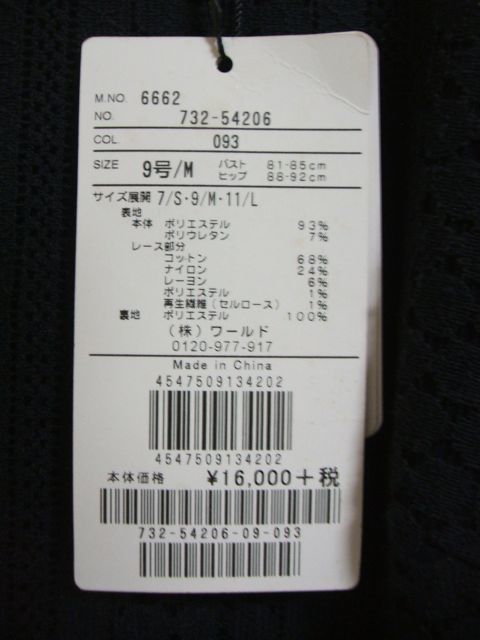 M.NO. 6662
NO. 732-54206
COL. 093
SIZE 9号/M バスト 81-85cm
ヒップ 88-92cm
サイズ展開 7/S・9/M・11/L
表地
本体 ポリエステル 93%
ポリウレタン 7%
レース部分
コットン 68%
ナイロン 24%
レーヨン 6%
ポリエステル 1%
再生繊維(セルロース) 1%
裏地 ポリエステル 100%
(株)ワールド
0120-977-917
Made in China
4547509134202
4547509134202
本体価格 ¥16,000+税
732-54206-09-093